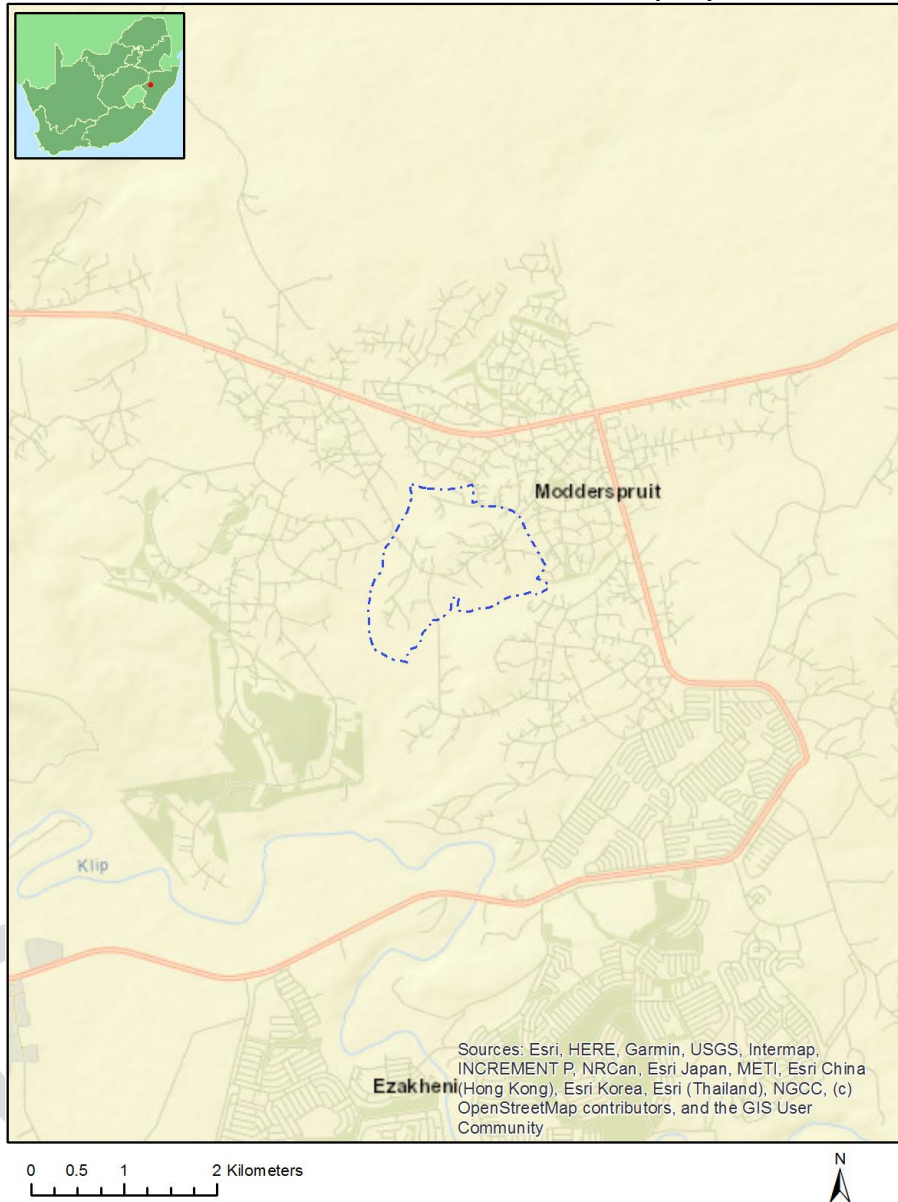 Modderspruit
Klip
Ezakheni
Sources: Esri, HERE, Garmin, USGS, Intermap,
INCREMENT P, NRCan, Esri Japan, METI, Esri China
(Hong Kong), Esri Korea, Esri (Thailand), NGCC, (c)
OpenStreetMap contributors, and the GIS User
Community
0 0.5 1 2 Kilometers
N